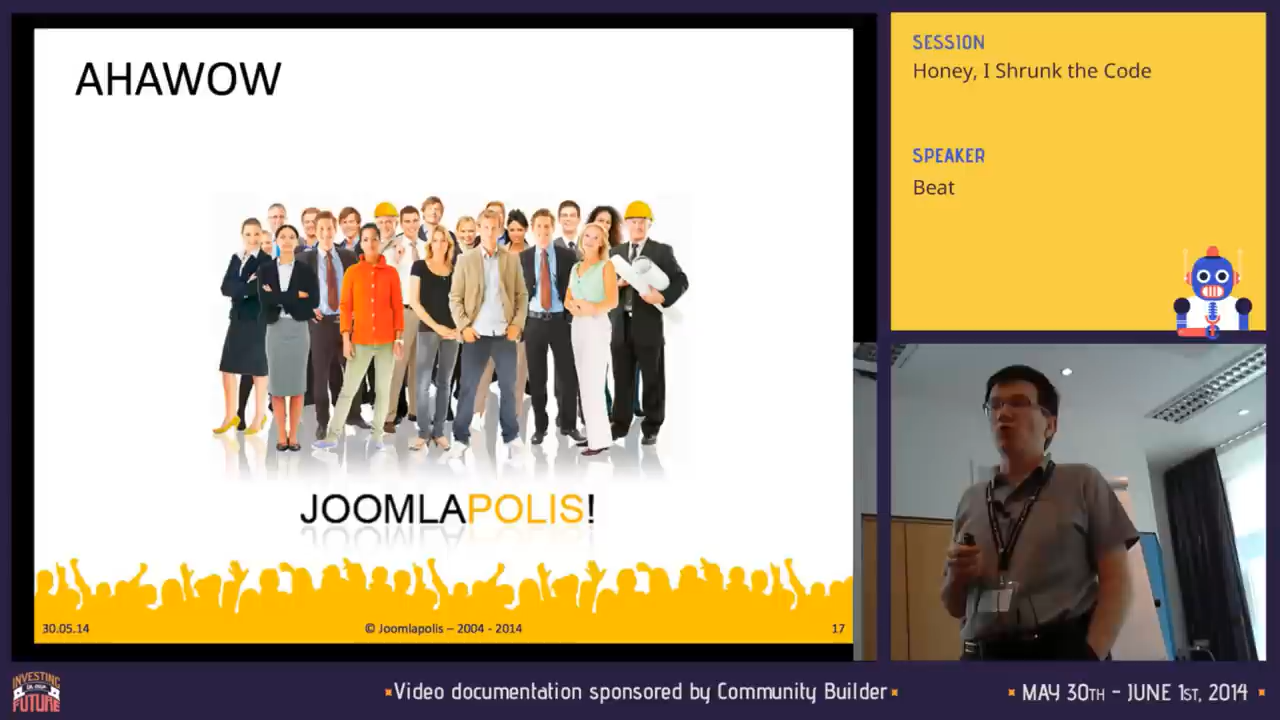 AHAWOW
JOOMLAPOLIS!
30.05.14
© Joomlapolis – 2004 - 2014
17
SESSION
Honey, I Shrunk the Code
SPEAKER
Beat
INVESTING
IN OUR
FUTURE
Video documentation sponsored by Community Builder
MAY 30TH - JUNE 1ST, 2014